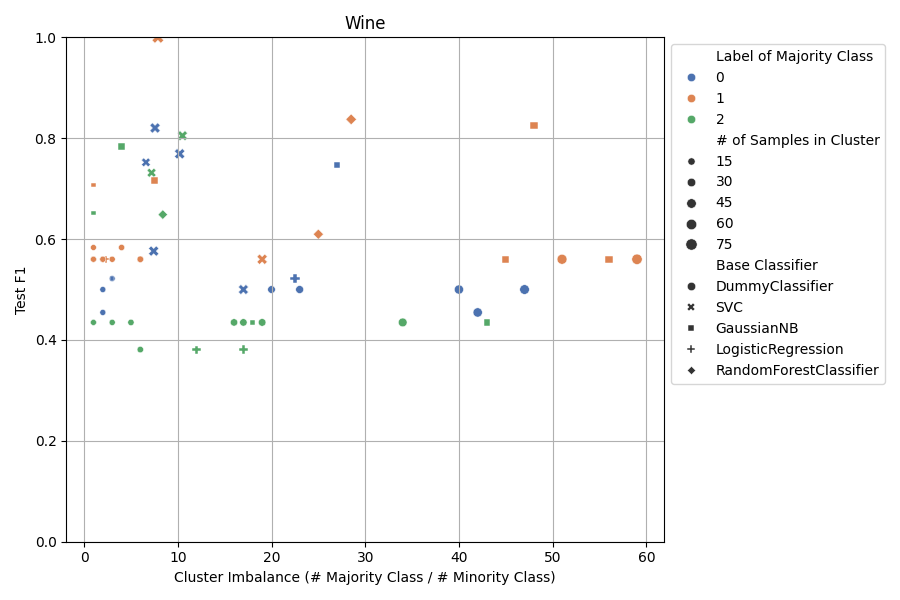 Wine
1.0
0.8
0.6
0.4
0.2
0.0
Test F1
0 10 20 30 40 50 60
Cluster Imbalance (# Majority Class / # Minority Class)
Label of Majority Class
0
1
2
# of Samples in Cluster
15
30
45
60
75
Base Classifier
DummyClassifier
SVC
GaussianNB
LogisticRegression
RandomForestClassifier